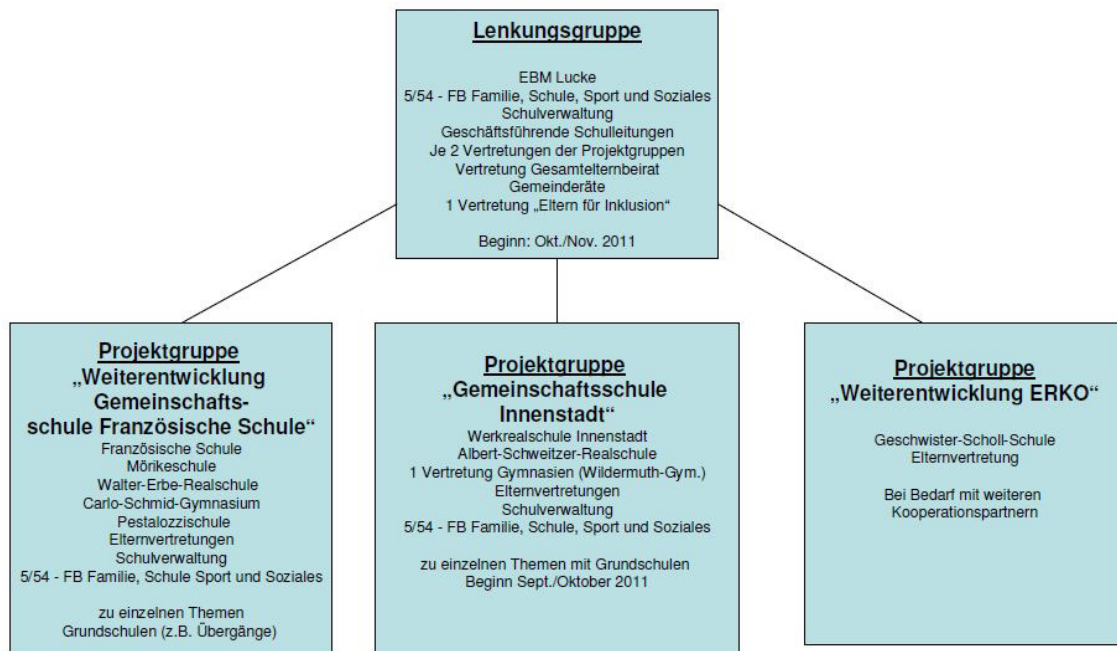 Lenkungsgruppe
EBM Lucke
5/54 - FB Familie, Schule, Sport und Soziales
Schulverwaltung
Geschäftsführende Schulleitungen
Je 2 Vertretungen der Projektgruppen
Vertretung Gesamtelternbeirat
Gemeinderäte
1 Vertretung „Eltern für Inklusion“
Beginn: Okt./Nov. 2011
Projektgruppe
„Weiterentwicklung
Gemeinschafts-
schule Französische Schule“
Französische Schule
Mörikeschule
Walter-Erbe-Realschule
Carlo-Schmid-Gymnasium
Pestalozzischule
Elternvertretungen
Schulverwaltung
5/54 - FB Familie, Schule Sport und Soziales
zu einzelnen Themen
Grundschulen (z.B. Übergänge)
Projektgruppe
„Gemeinschaftsschule
Innenstadt“
Werkrealschule Innenstadt
Albert-Schweitzer-Realschule
1 Vertretung Gymnasien (Wildermuth-Gym.)
Elternvertretungen
Schulverwaltung
5/54 - FB Familie, Schule, Sport und Soziales
zu einzelnen Themen mit Grundschulen
Beginn Sept./Oktober 2011
Projektgruppe
„Weiterentwicklung ERKO“
Geschwister-Scholl-Schule
Elternvertretung
Bei Bedarf mit weiteren
Kooperationspartnern